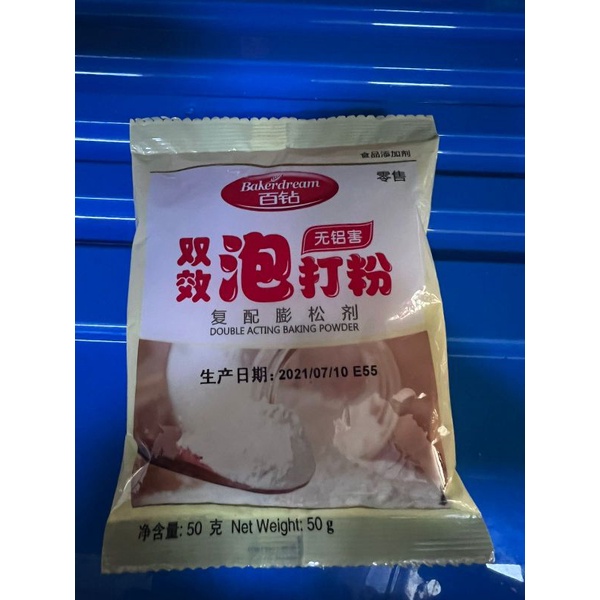 食品添加剂
Bakerdream
百钻
零售
无铝害
双效 泡打粉
复配膨松剂
DOUBLE ACTING BAKING POWDER
生产日期：2021/07/10 E55
净含量: 50 克 Net Weight: 50 g